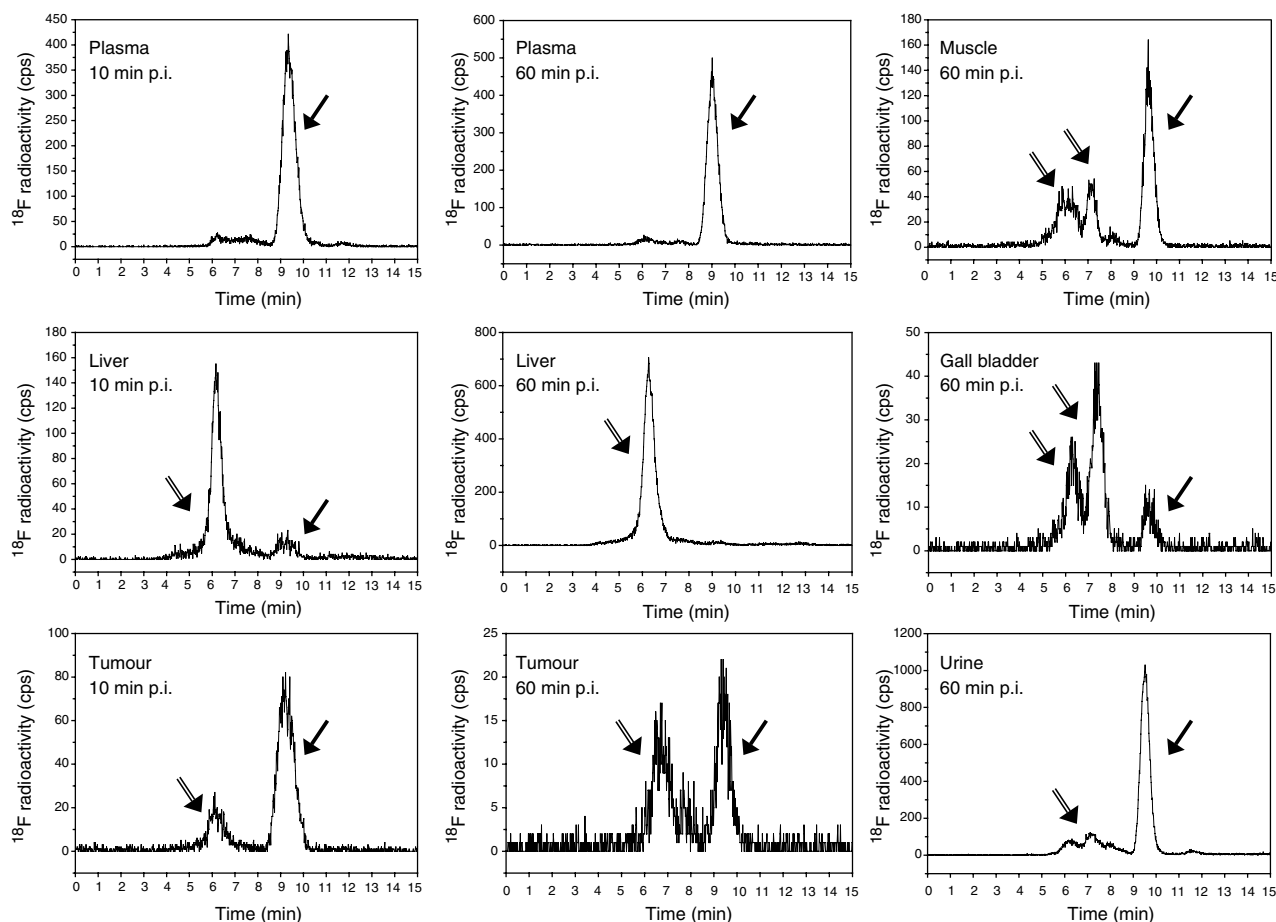 Plasma
10 min p.i.
18F radioactivity (cps)
450
400
350
300
250
200
150
100
50
0
0 1 2 3 4 5 6 7 8 9 10 11 12 13 14 15
Time (min)
Plasma
60 min p.i.
18F radioactivity (cps)
600
500
400
300
200
100
0
0 1 2 3 4 5 6 7 8 9 10 11 12 13 14 15
Time (min)
Muscle
60 min p.i.
18F radioactivity (cps)
180
160
140
120
100
80
60
40
20
0
0 1 2 3 4 5 6 7 8 9 10 11 12 13 14 15
Time (min)
Liver
10 min p.i.
18F radioactivity (cps)
180
160
140
120
100
80
60
40
20
0
0 1 2 3 4 5 6 7 8 9 10 11 12 13 14 15
Time (min)
Liver
60 min p.i.
18F radioactivity (cps)
800
600
400
200
0
0 1 2 3 4 5 6 7 8 9 10 11 12 13 14 15
Time (min)
Gall bladder
60 min p.i.
18F radioactivity (cps)
50
40
30
20
10
0
0 1 2 3 4 5 6 7 8 9 10 11 12 13 14 15
Time (min)
Tumour
10 min p.i.
18F radioactivity (cps)
100
80
60
40
20
0
0 1 2 3 4 5 6 7 8 9 10 11 12 13 14 15
Time (min)
Tumour
60 min p.i.
18F radioactivity (cps)
25
20
15
10
5
0
0 1 2 3 4 5 6 7 8 9 10 11 12 13 14 15
Time (min)
Urine
60 min p.i.
18F radioactivity (cps)
1200
1000
800
600
400
200
0
0 1 2 3 4 5 6 7 8 9 10 11 12 13 14 15
Time (min)